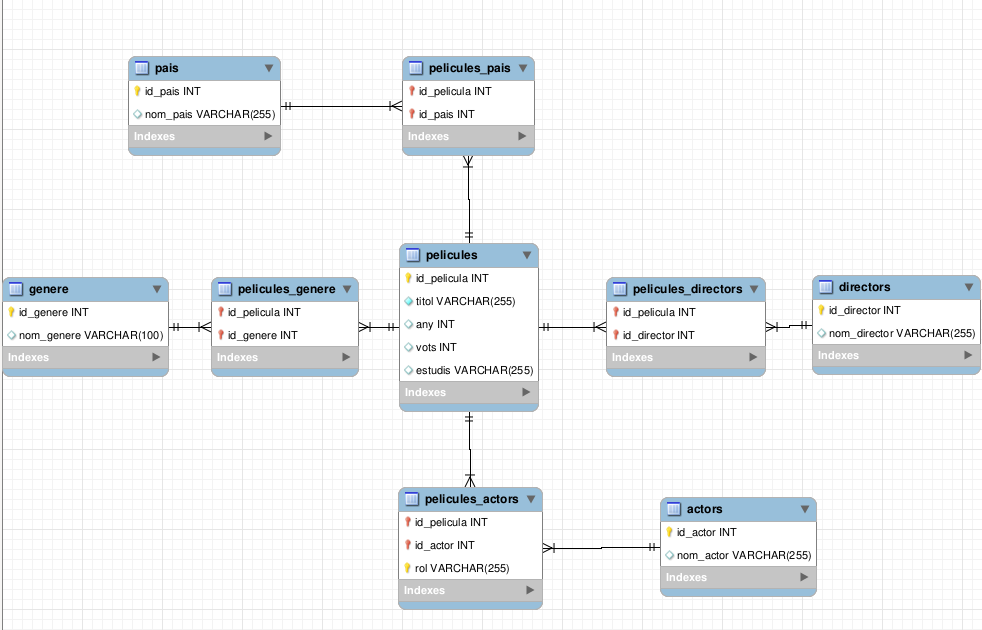 pais
id_pais INT
nom_pais VARCHAR(255)
Indexes
pelicules_pais
id_pelicula INT
id_pais INT
Indexes
genere
id_genere INT
nom_genere VARCHAR(100)
Indexes
pelicules_genere
id_pelicula INT
id_genere INT
Indexes
pelicules
id_pelicula INT
titol VARCHAR(255)
any INT
vots INT
estudis VARCHAR(255)
Indexes
pelicules_directors
id_pelicula INT
id_director INT
Indexes
directors
id_director INT
nom_director VARCHAR(255)
Indexes
pelicules_actors
id_pelicula INT
id_actor INT
rol VARCHAR(255)
Indexes
actors
id_actor INT
nom_actor VARCHAR(255)
Indexes